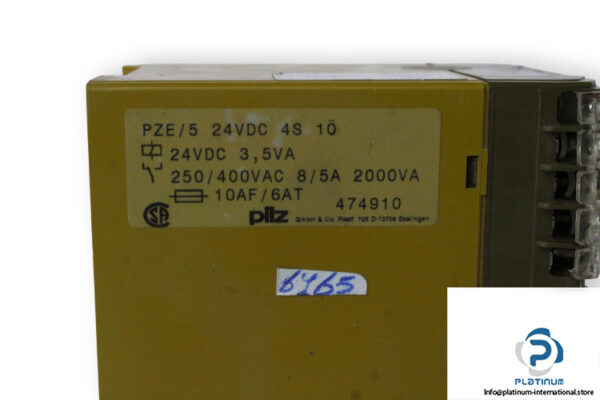 PZE/5 24VDC 4S 1Ö
24VDC 3,5VA
250/400VAC 8/5A 2000VA
10AF/6AT 474910
pilz GmbH & Co. Postf. 725 D-73708 Esslingen
6465
PLATINUM
Info@platinum-international.store